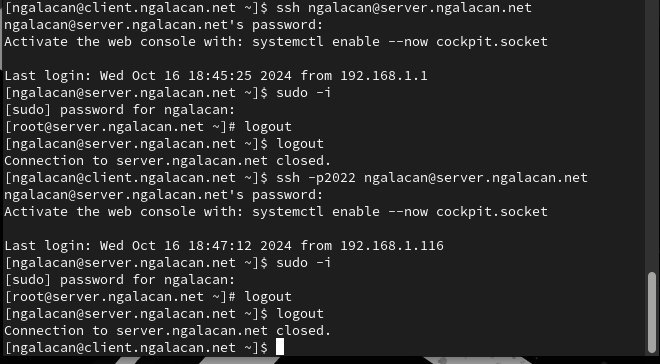 [ngalacan@client.ngalacan.net ~]$ ssh ngalacan@server.ngalacan.net
ngalacan@server.ngalacan.net's password:
Activate the web console with: systemctl enable --now cockpit.socket
Last login: Wed Oct 16 18:45:25 2024 from 192.168.1.1
[ngalacan@server.ngalacan.net ~]$ sudo -i
[sudo] password for ngalacan:
[root@server.ngalacan.net ~]# logout
[ngalacan@server.ngalacan.net ~]$ logout
Connection to server.ngalacan.net closed.
[ngalacan@client.ngalacan.net ~]$ ssh -p2022 ngalacan@server.ngalacan.net
ngalacan@server.ngalacan.net's password:
Activate the web console with: systemctl enable --now cockpit.socket
Last login: Wed Oct 16 18:47:12 2024 from 192.168.1.116
[ngalacan@server.ngalacan.net ~]$ sudo -i
[sudo] password for ngalacan:
[root@server.ngalacan.net ~]# logout
[ngalacan@server.ngalacan.net ~]$ logout
Connection to server.ngalacan.net closed.
[ngalacan@client.ngalacan.net ~]$